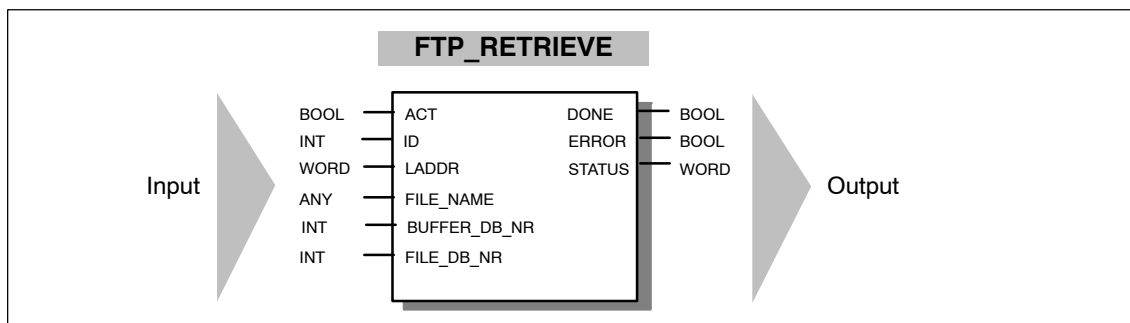 FTP_RETRIEVE
BOOL ACT DONE BOOL
INT ID ERROR BOOL
WORD LADDR STATUS WORD
Input ANY FILE_NAME Output
INT BUFFER_DB_NR
INT FILE_DB_NR